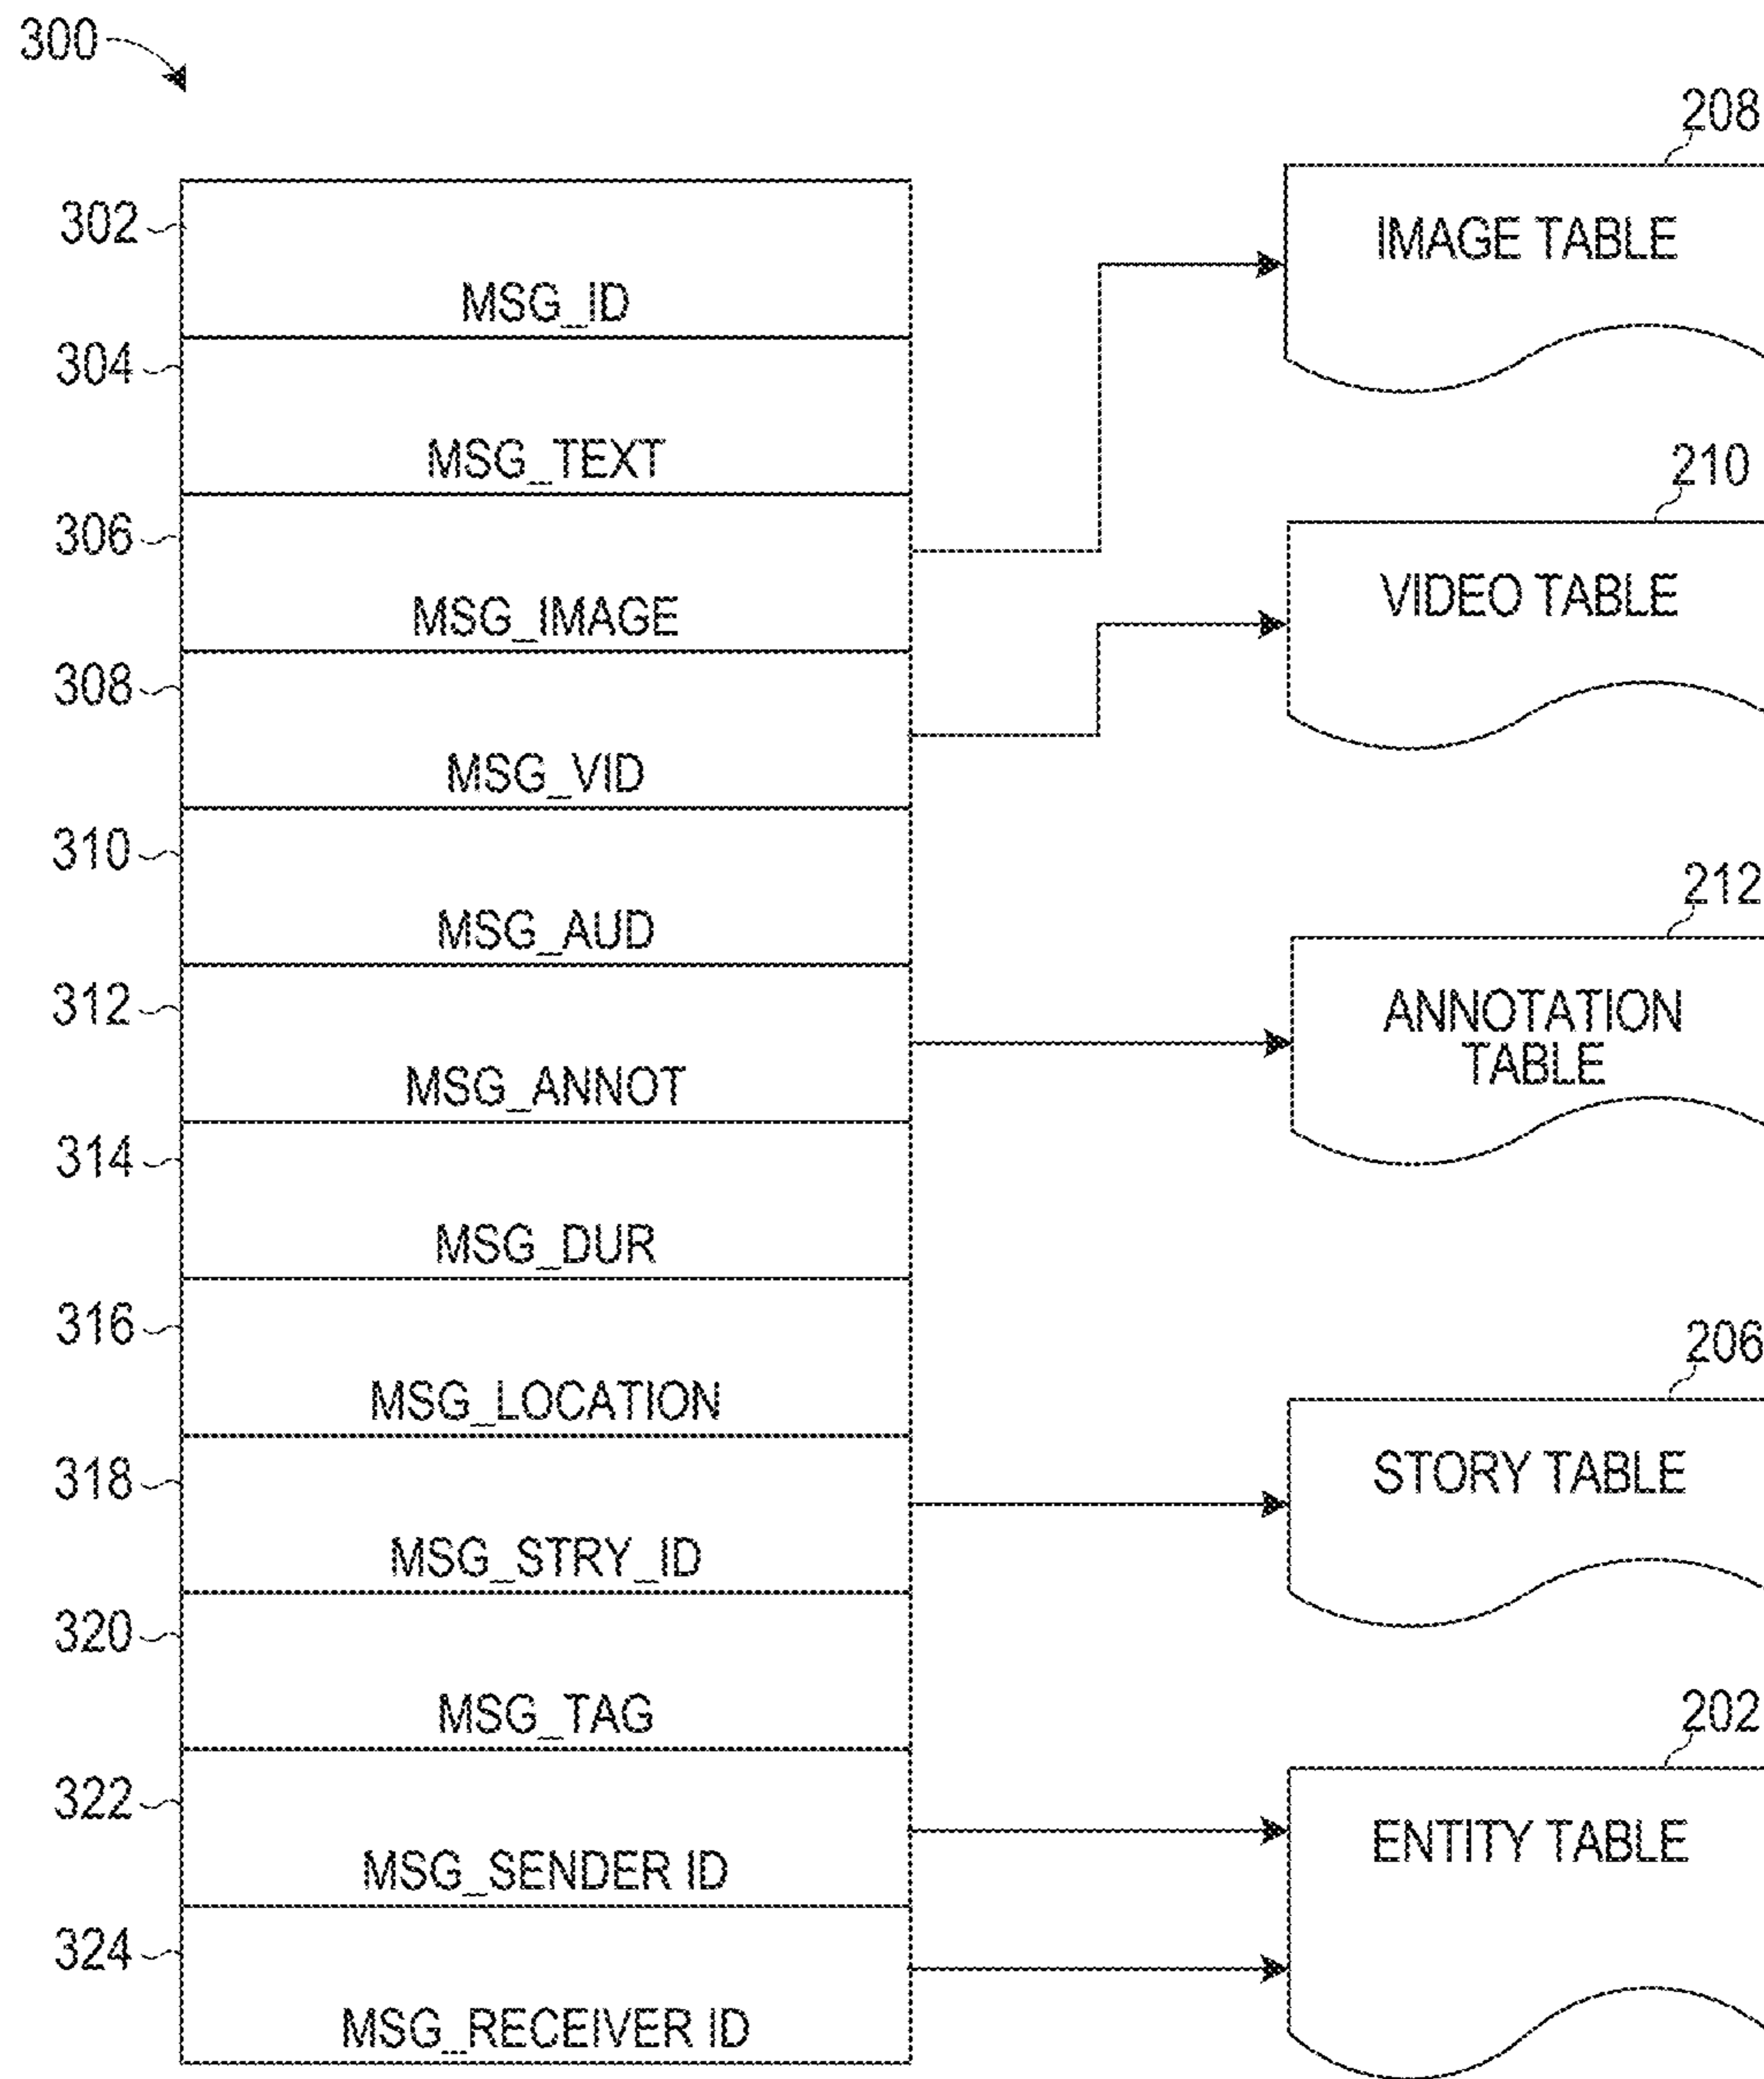 300
302
MSG_ID
304
MSG_TEXT
306
MSG_IMAGE
308
MSG_VID
310
MSG_AUD
312
MSG_ANNOT
314
MSG_DUR
316
MSG_LOCATION
318
MSG_STRY_ID
320
MSG_TAG
322
MSG_SENDER ID
324
MSG_RECEIVER ID
208
IMAGE TABLE
210
VIDEO TABLE
212
ANNOTATION
TABLE
206
STORY TABLE
202
ENTITY TABLE